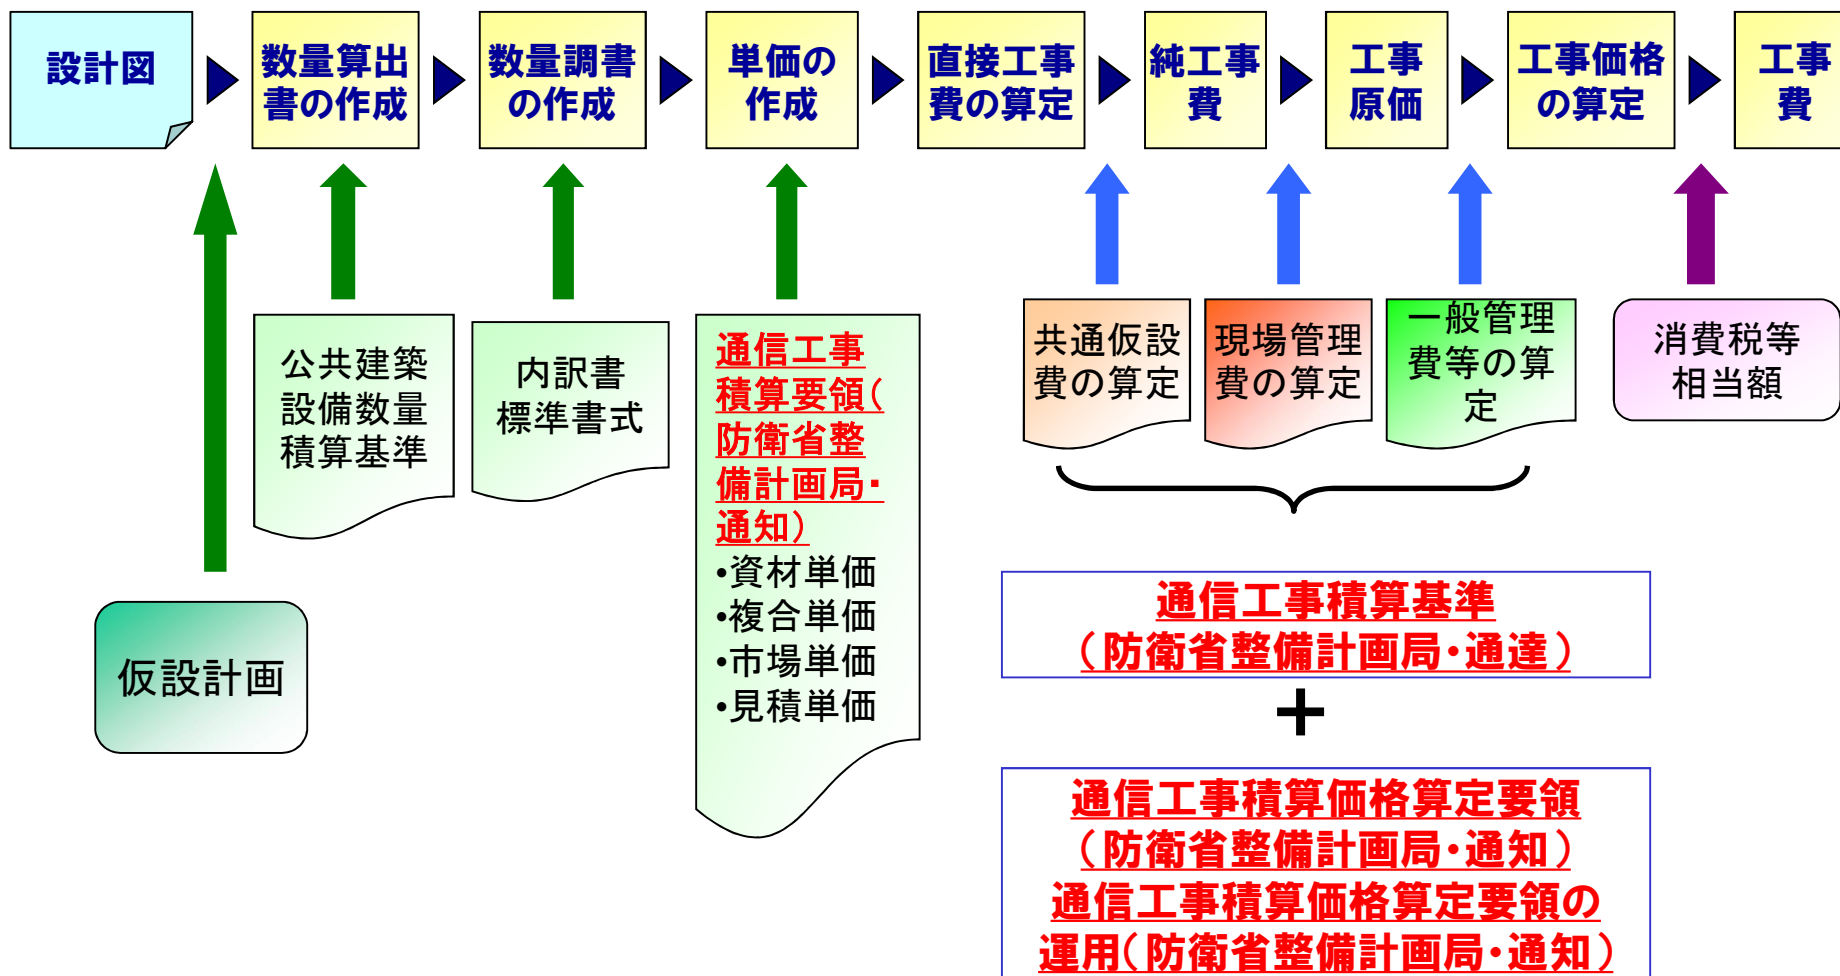 設計図
数量算出
書の作成
数量調書
の作成
単価の
作成
直接工事
費の算定
純工事
費
工事
原価
工事価格
の算定
工事
費
公共建築
設備数量
積算基準
内訳書
標準書式
通信工事
積算要領(
防衛省整
備計画局・
通知)
•資材単価
•複合単価
•市場単価
•見積単価
共通仮設
費の算定
現場管理
費の算定
一般管理
費等の算
定
消費税等
相当額
仮設計画
通信工事積算基準
(防衛省整備計画局・通達)
+
通信工事積算価格算定要領
(防衛省整備計画局・通知)
通信工事積算価格算定要領の
運用(防衛省整備計画局・通知)